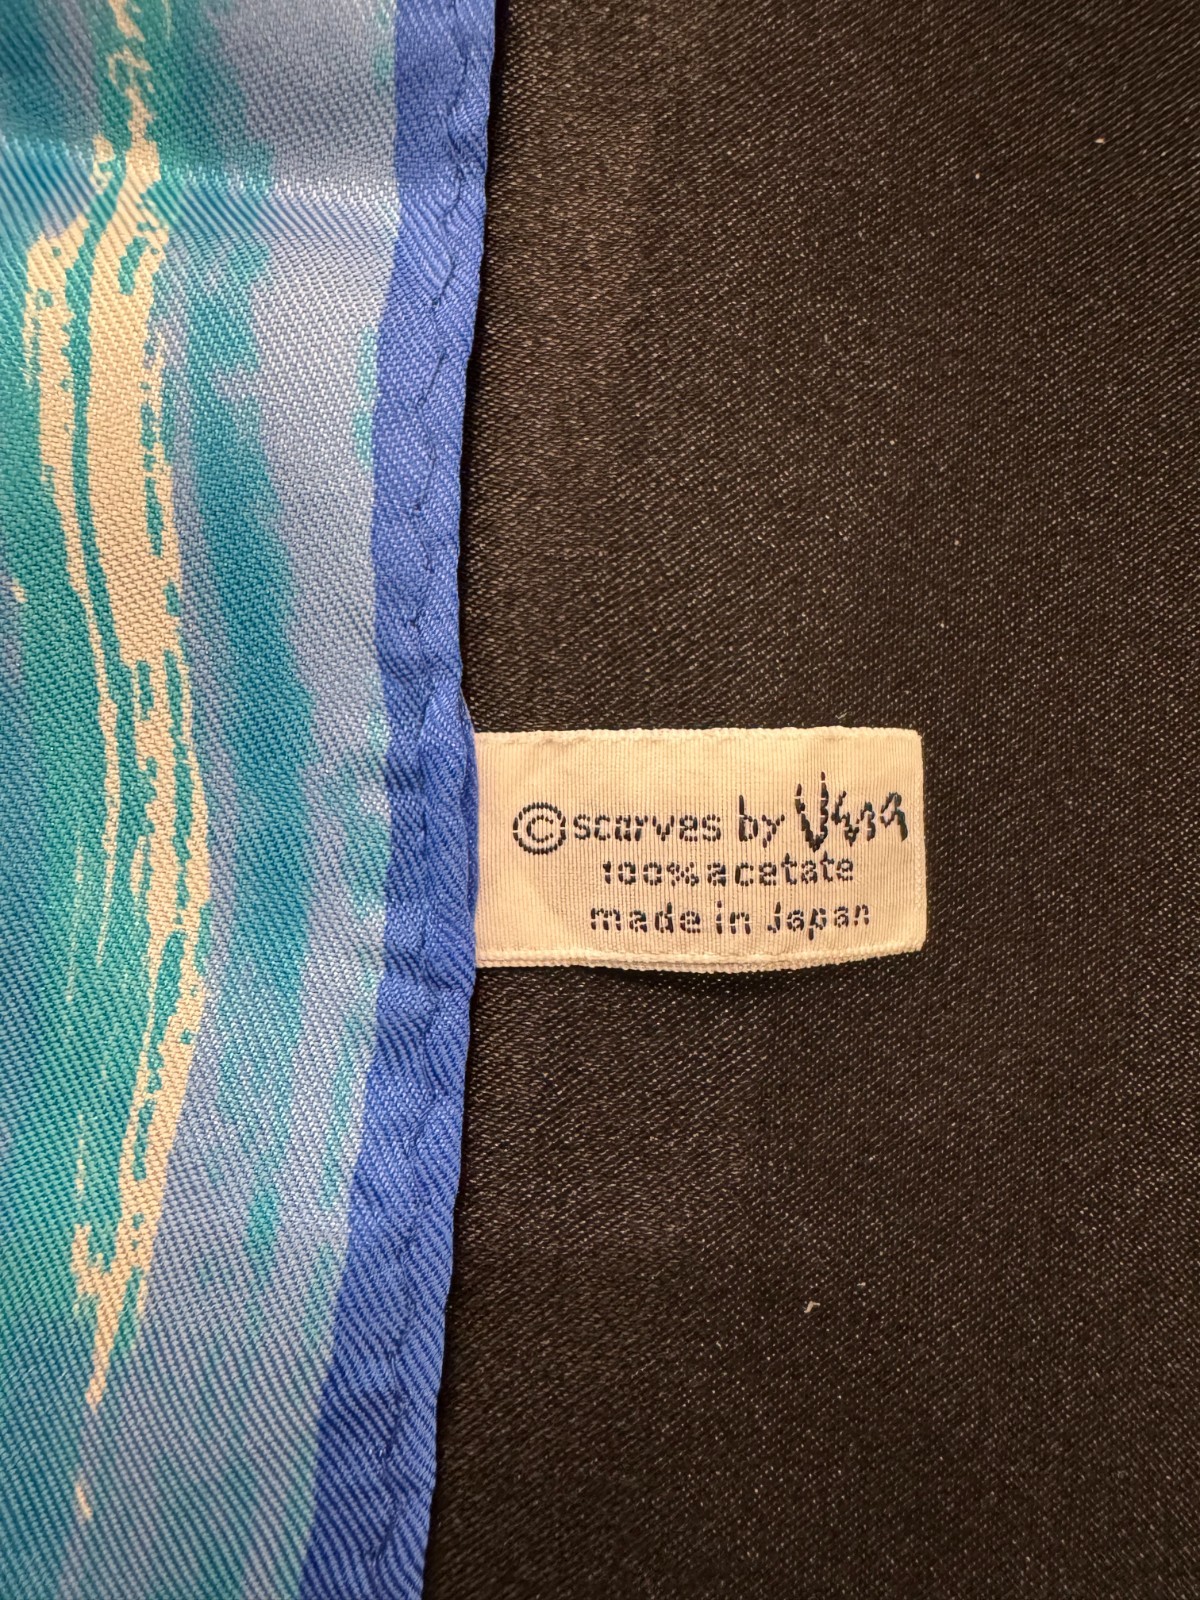 ©scarves by Vera
100% acetate
made in Japan